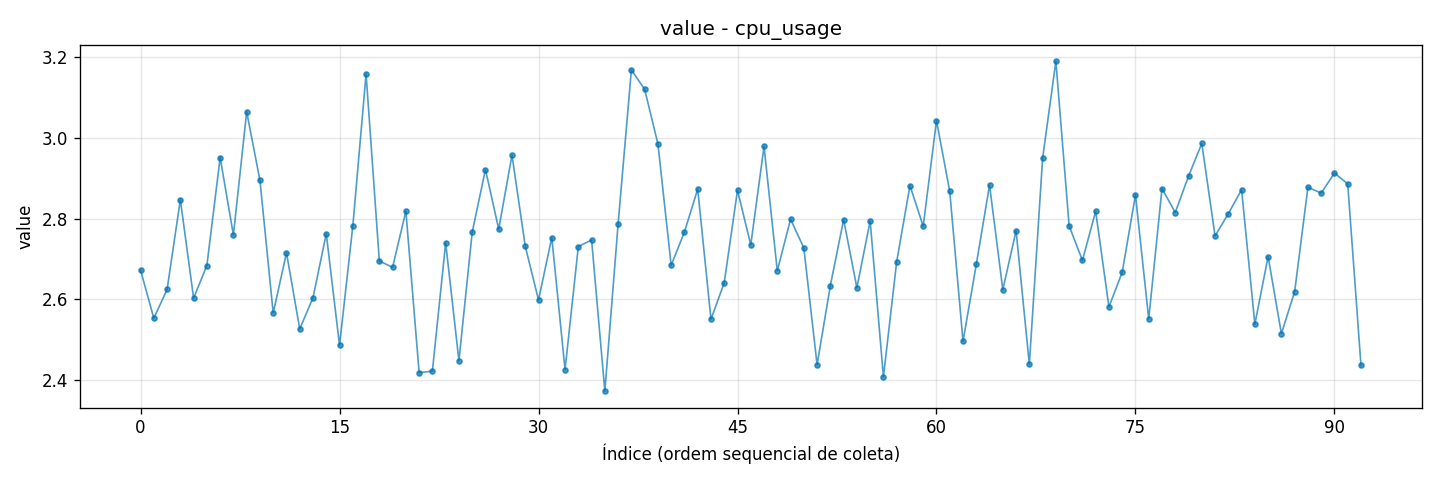 value - cpu_usage
3.2
3.0
2.8
2.6
2.4
value
0 15 30 45 60 75 90
Índice (ordem sequencial de coleta)